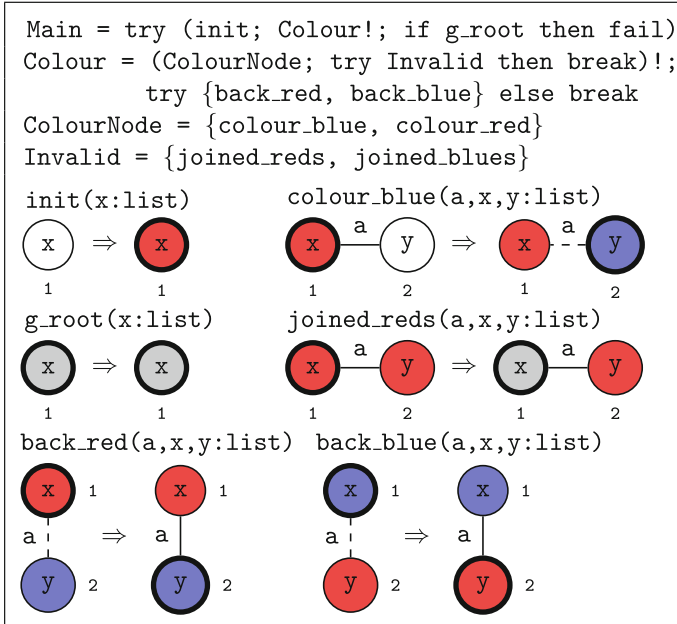 Main = try (init; Colour!; if g_root then fail)
Colour = (ColourNode; try Invalid then break)!;
try {back_red, back_blue} else break
ColourNode = {colour_blue, colour_red}
Invalid = {joined_reds, joined_blues}
init(x:list) colour_blue(a,x,y:list)
x ⇒ x x a y ⇒ x a y
1 1 1 2 1 2
g_root(x:list) joined_reds(a,x,y:list)
x ⇒ x x a y ⇒ x a y
1 1 1 2 1 2
back_red(a,x,y:list) back_blue(a,x,y:list)
x 1 x 1 x 1 x 1
a ⇒ a a ⇒ a
y 2 y 2 y 2 y 2